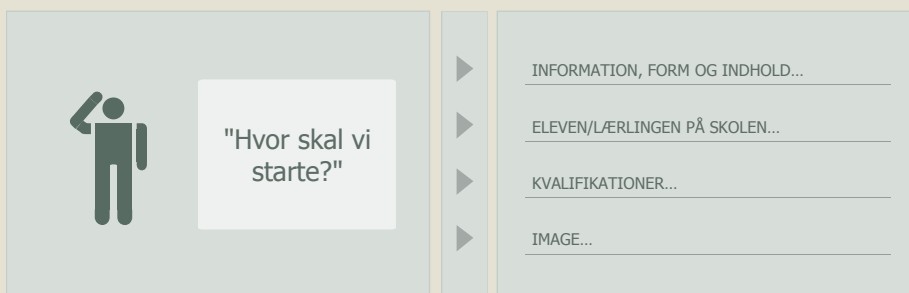 "Hvor skal vi
starte?"
INFORMATION, FORM OG INDHOLD…
ELEVEN/LÆRLINGEN PÅ SKOLEN…
KVALIFIKATIONER…
IMAGE…